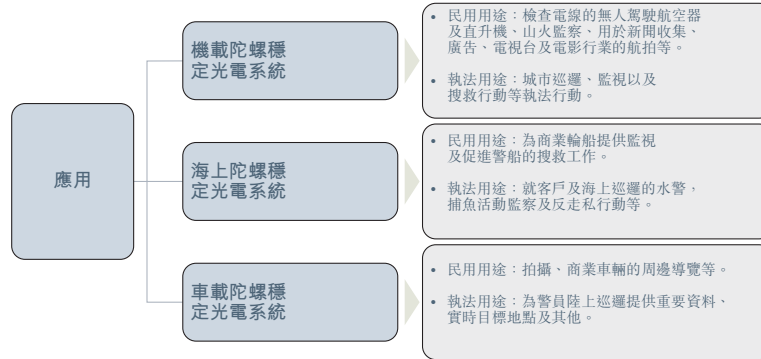 應用
機載陀螺穩
定光電系統
• 民用用途：檢查電線的無人駕駛航空器
及直升機、山火監察、用於新聞收集、
廣告、電視台及電影行業的航拍等。
• 執法用途：城市巡邏、監視以及
搜救行動等執法行動。
海上陀螺穩
定光電系統
• 民用用途：為商業輪船提供監視
及促進警船的搜救工作。
• 執法用途：就客戶及海上巡邏的水警，
捕魚活動監察及反走私行動等。
車載陀螺穩
定光電系統
• 民用用途：拍攝、商業車輛的周邊導覽等。
• 執法用途：為警員陸上巡邏提供重要資料、
實時目標地點及其他。